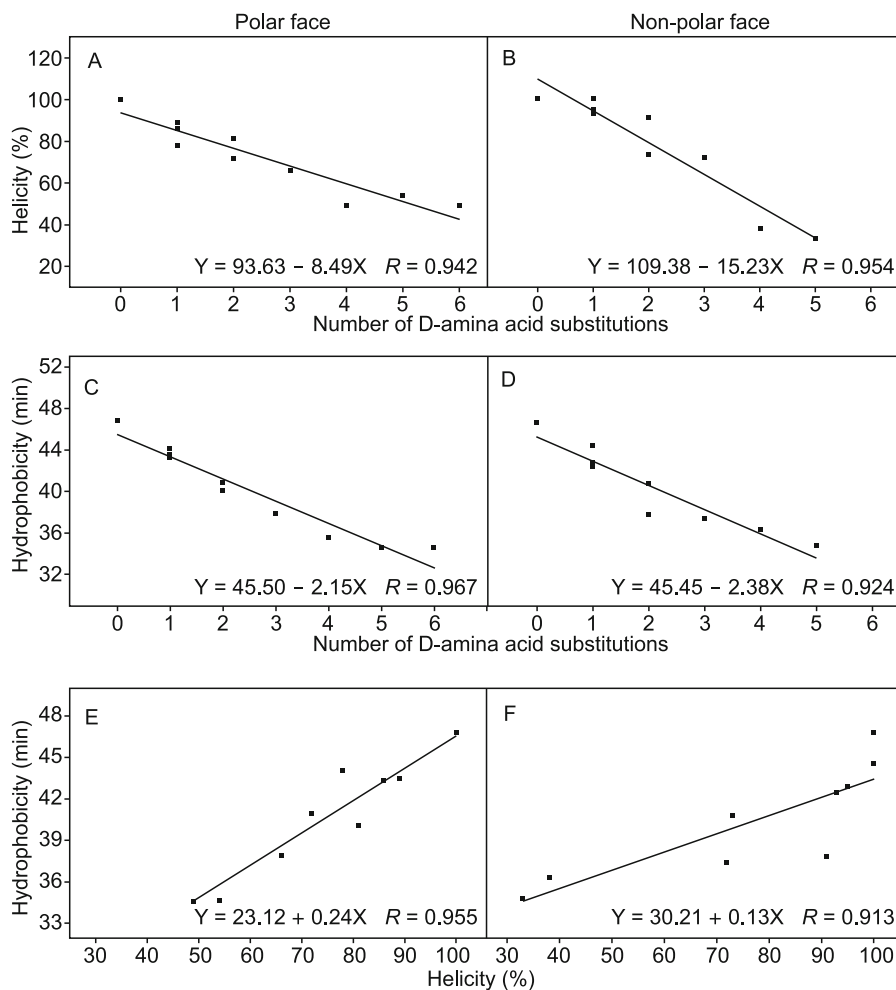 Polar face
Non-polar face
120
100
80
60
40
20
Helicity (%)
A
Y = 93.63 − 8.49X R = 0.942
B
Y = 109.38 − 15.23X R = 0.954
0 1 2 3 4 5 6
0 1 2 3 4 5 6
Number of D-amina acid substitutions
52
48
44
40
36
32
Hydrophobicity (min)
C
Y = 45.50 − 2.15X R = 0.967
D
Y = 45.45 − 2.38X R = 0.924
0 1 2 3 4 5 6
0 1 2 3 4 5 6
Number of D-amina acid substitutions
48
45
42
39
36
33
Hydrophobicity (min)
E
Y = 23.12 + 0.24X R = 0.955
F
Y = 30.21 + 0.13X R = 0.913
30 40 50 60 70 80 90 100
30 40 50 60 70 80 90 100
Helicity (%)